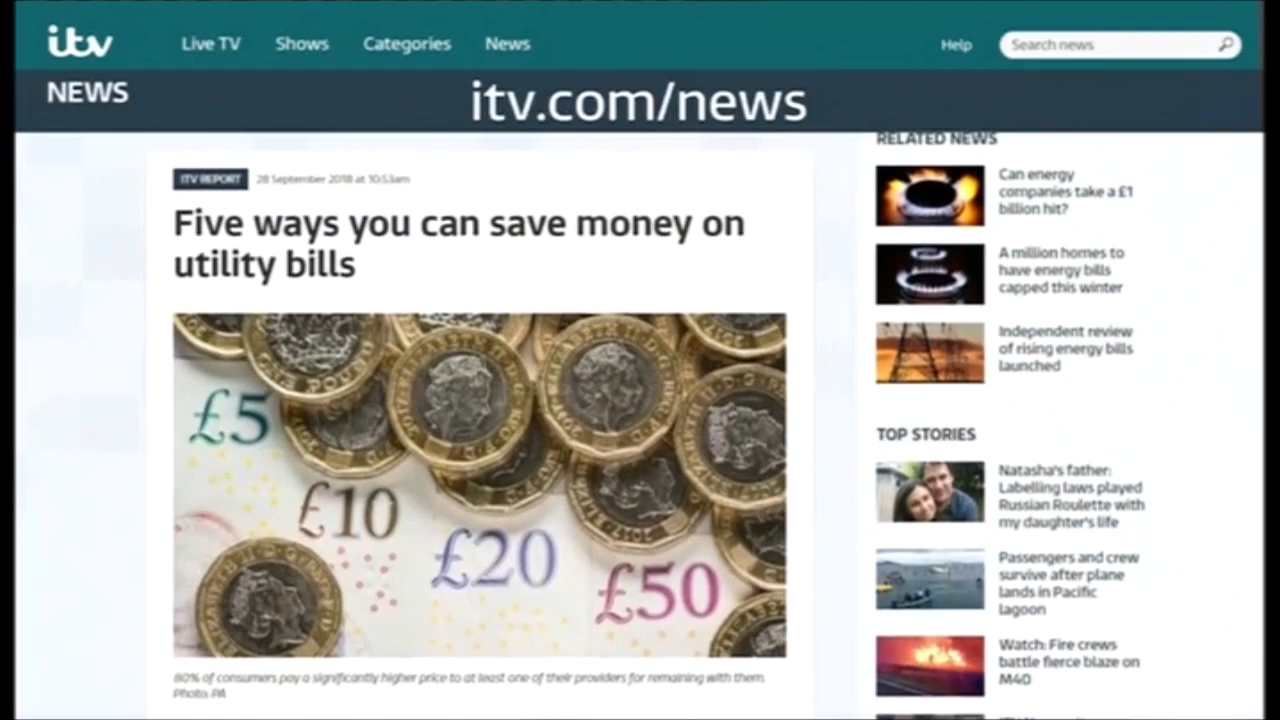 itv
Live TV
Shows
Categories
News
Help
Search news
NEWS
itv.com/news
ITV REPORT
28 September 2018 at 10:53am
Five ways you can save money on
utility bills
£5
£10
£20
£50
80% of consumers pay a significantly higher price to at least one of their providers for remaining with them.
Photo: PA
RELATED NEWS
Can energy
companies take a £1
billion hit?
A million homes to
have energy bills
capped this winter
Independent review
of rising energy bills
launched
TOP STORIES
Natasha's father:
Labelling laws played
Russian Roulette with
my daughter's life
Passengers and crew
survive after plane
lands in Pacific
lagoon
Watch: Fire crews
battle fierce blaze on
M40